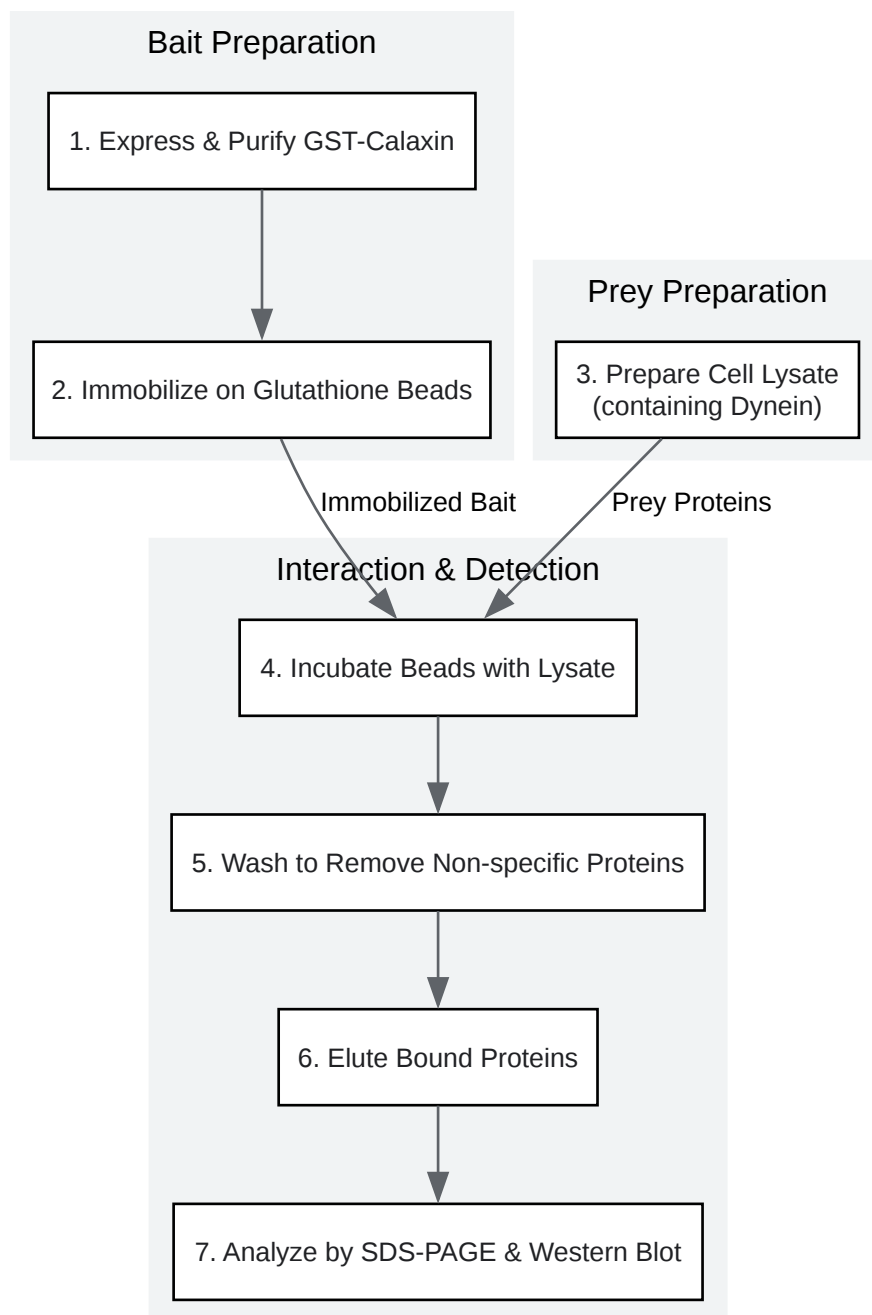 Bait Preparation
1. Express & Purify GST-Calaxin
Prey Preparation
2. Immobilize on Glutathione Beads
3. Prepare Cell Lysate
(containing Dynein)
Immobilized Bait
Prey Proteins
Interaction & Detection
4. Incubate Beads with Lysate
5. Wash to Remove Non-specific Proteins
6. Elute Bound Proteins
7. Analyze by SDS-PAGE & Western Blot